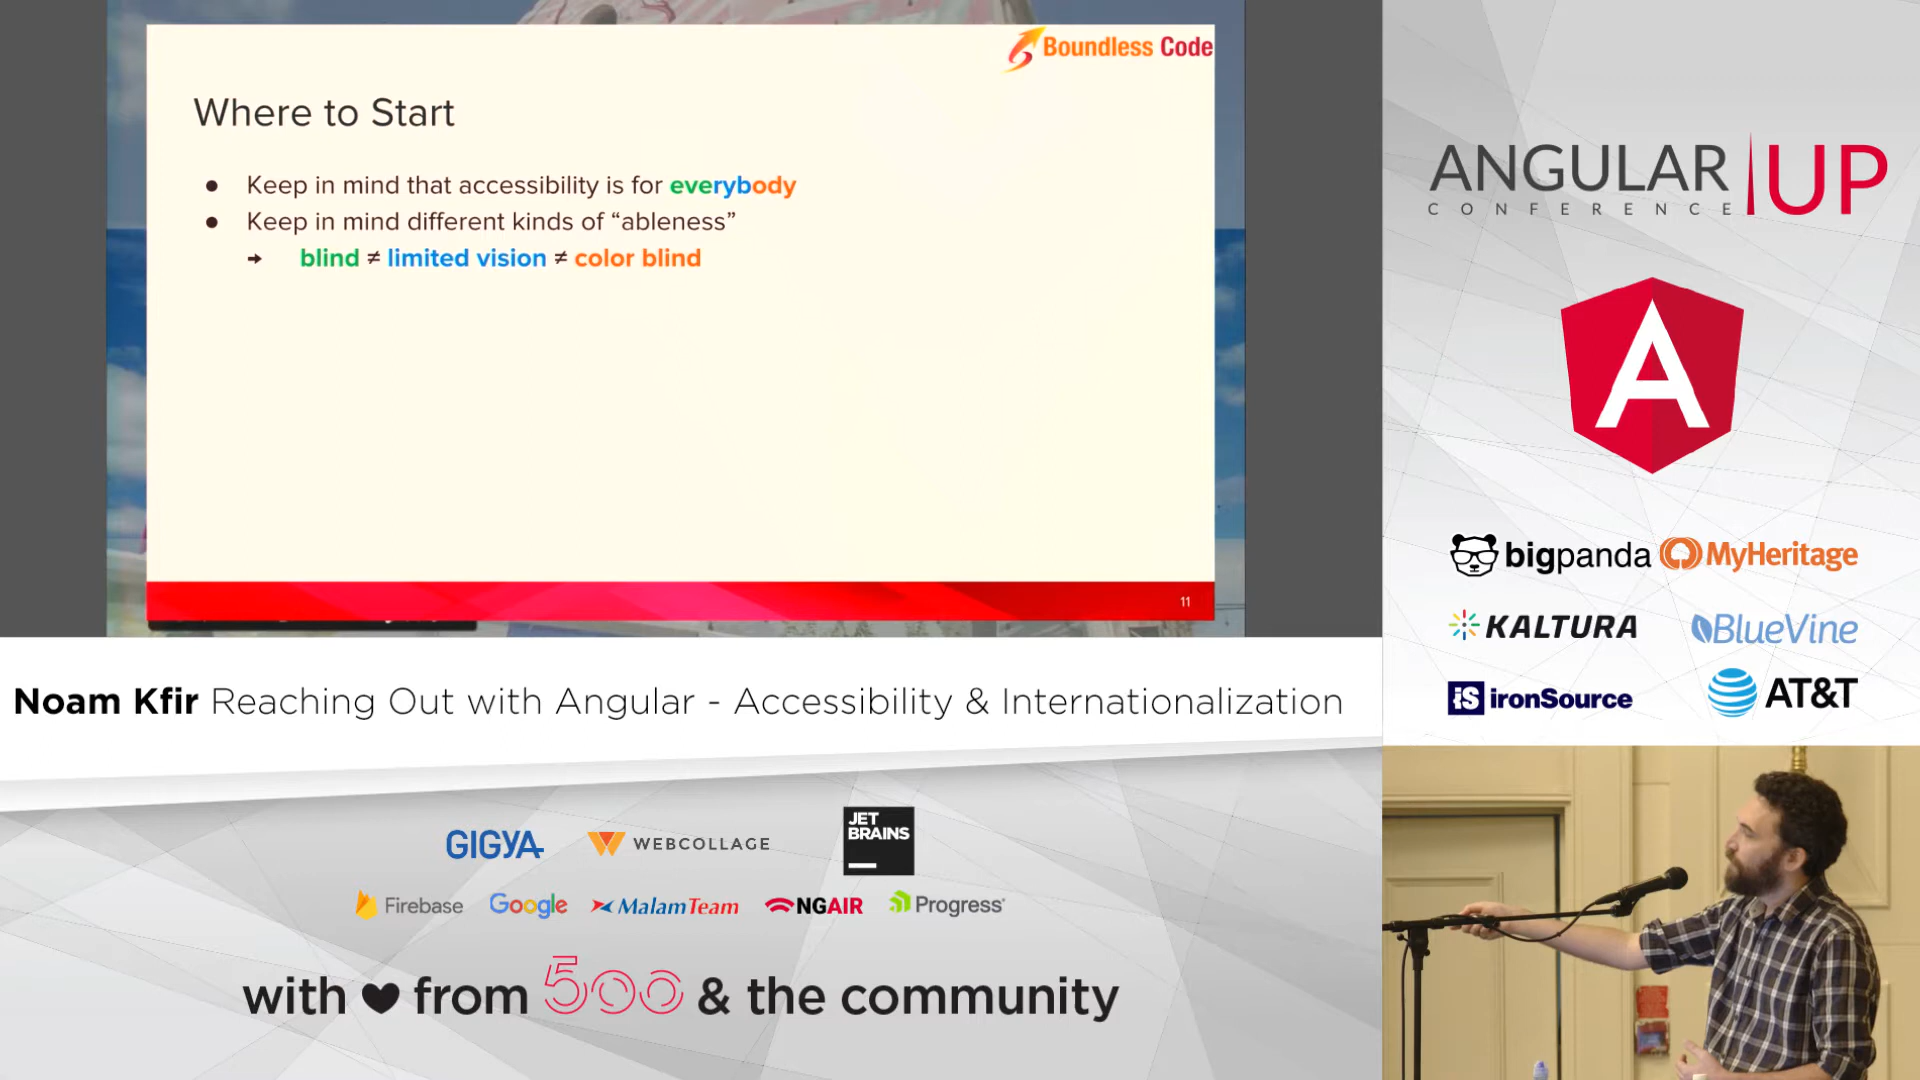 Boundless Code
Where to Start
● Keep in mind that accessibility is for everybody
● Keep in mind different kinds of “ableness”
➔ blind ≠ limited vision ≠ color blind
11
Noam Kfir Reaching Out with Angular - Accessibility & Internationalization
GIGYA
WEBCOLLAGE
JET
BRAINS
Firebase
Google
MalamTeam
NGAIR
Progress
with ♥ from 500 & the community
ANGULAR UP
CONFERENCE
A
bigpanda
MyHeritage
KALTURA
BlueVine
iS ironSource
AT&T